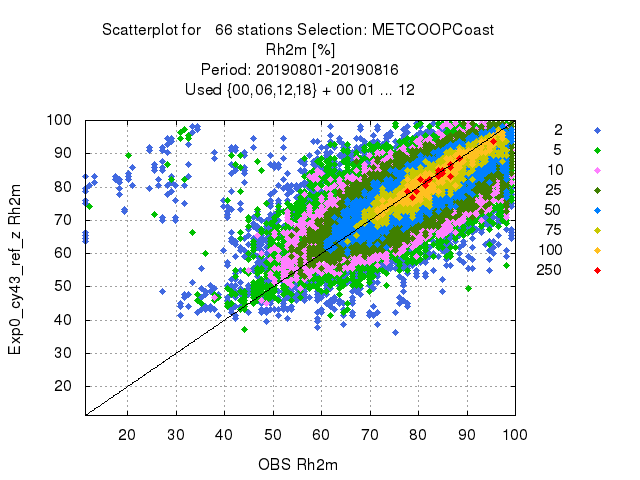 Scatterplot for 66 stations Selection: METCOOPCoast
Rh2m [%]
Period: 20190801-20190816
Used {00,06,12,18} + 00 01 ... 12
100
90
80
70
60
50
40
30
20
Exp0_cy43_ref_z Rh2m
20 30 40 50 60 70 80 90 100
OBS Rh2m
2
5
10
25
50
75
100
250